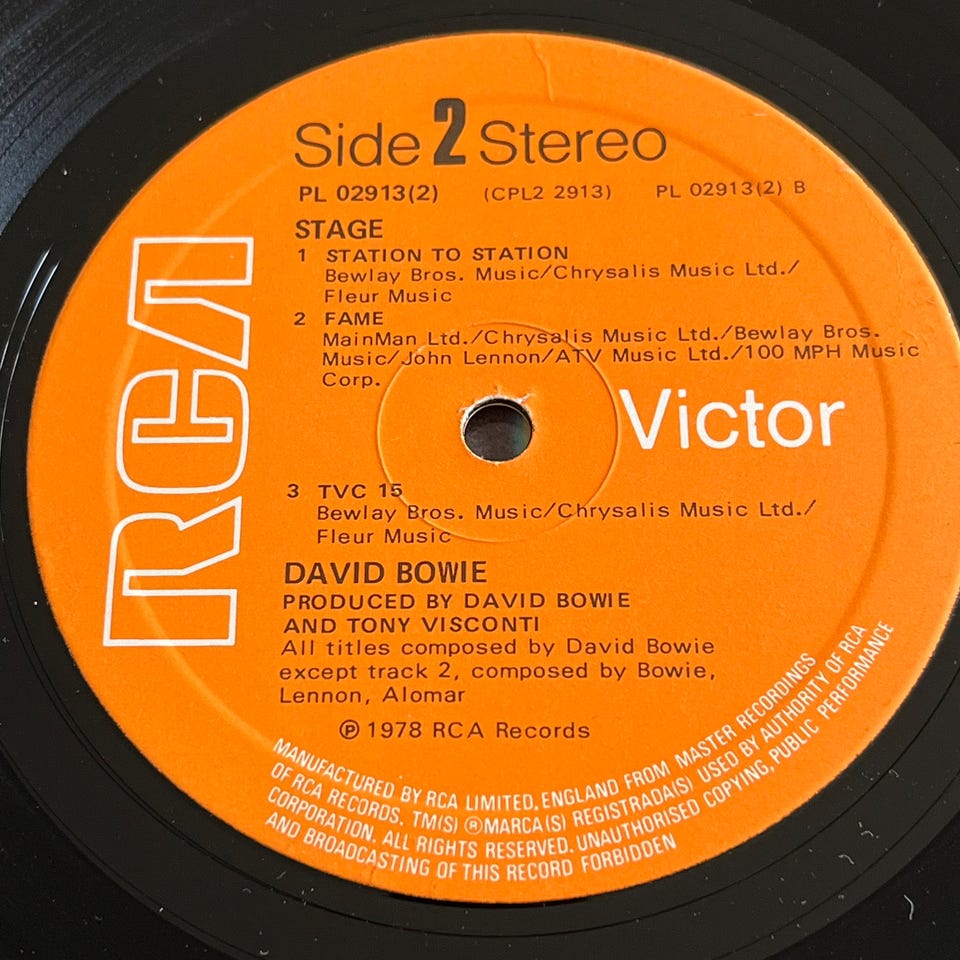 Side 2 Stereo
PL 02913(2) (CPL2 2913) PL 02913(2) B
STAGE
1 STATION TO STATION
Bewlay Bros. Music/Chrysalis Music Ltd./
Fleur Music
2 FAME
MainMan Ltd./Chrysalis Music Ltd./Bewlay Bros.
Music/John Lennon/ATV Music Ltd./100 MPH Music
Corp.
RCA
Victor
3 TVC 15
Bewlay Bros. Music/Chrysalis Music Ltd./
Fleur Music
DAVID BOWIE
PRODUCED BY DAVID BOWIE
AND TONY VISCONTI
All titles composed by David Bowie
except track 2, composed by Bowie,
Lennon, Alomar
℗ 1978 RCA Records
MANUFACTURED BY RCA LIMITED, ENGLAND FROM MASTER RECORDINGS
OF RCA RECORDS. TM(S) ® MARCA(S) REGISTRADA(S) USED BY AUTHORITY OF RCA
CORPORATION. ALL RIGHTS RESERVED. UNAUTHORISED COPYING, PUBLIC PERFORMANCE
AND BROADCASTING OF THIS RECORD FORBIDDEN